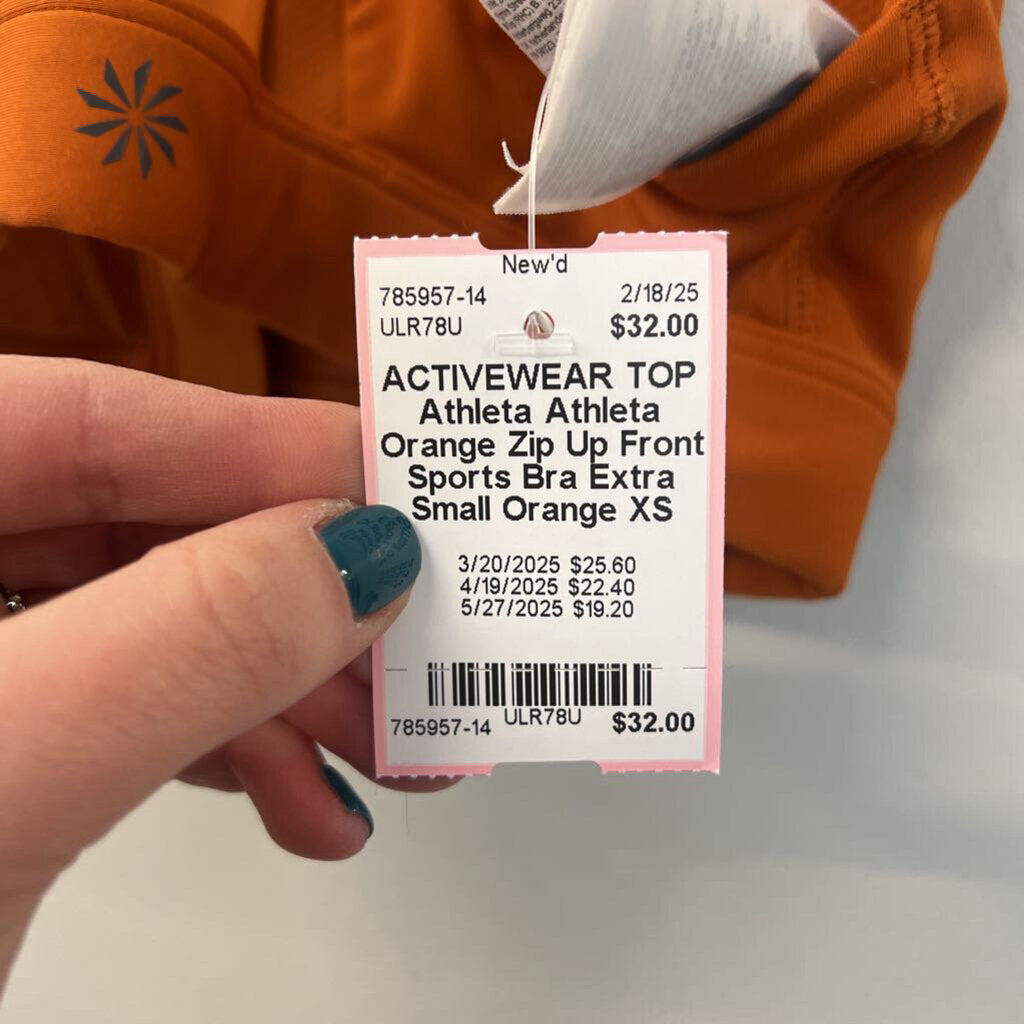 New'd
785957-14 2/18/25
ULR78U $32.00
ACTIVEWEAR TOP
Athleta Athleta
Orange Zip Up Front
Sports Bra Extra
Small Orange XS
3/20/2025 $25.60
4/19/2025 $22.40
5/27/2025 $19.20
785957-14 ULR78U $32.00